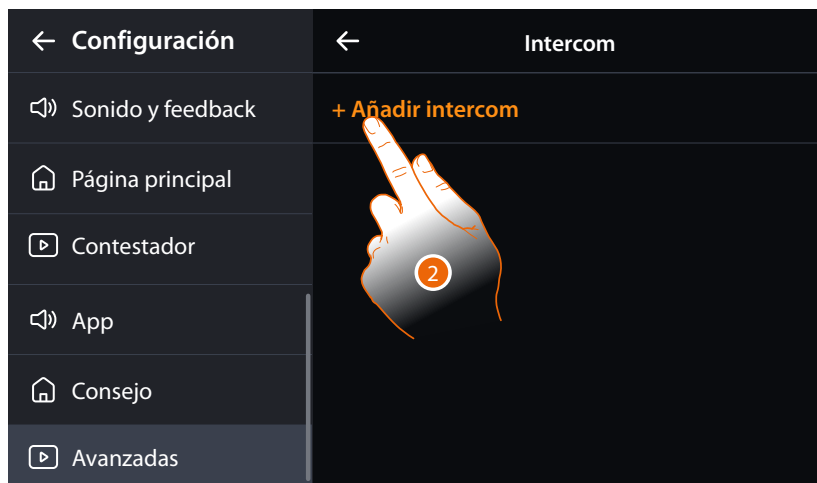 Configuración
Sonido y feedback
Página principal
Contestador
App
Consejo
Avanzadas
Intercom
+ Añadir intercom
2